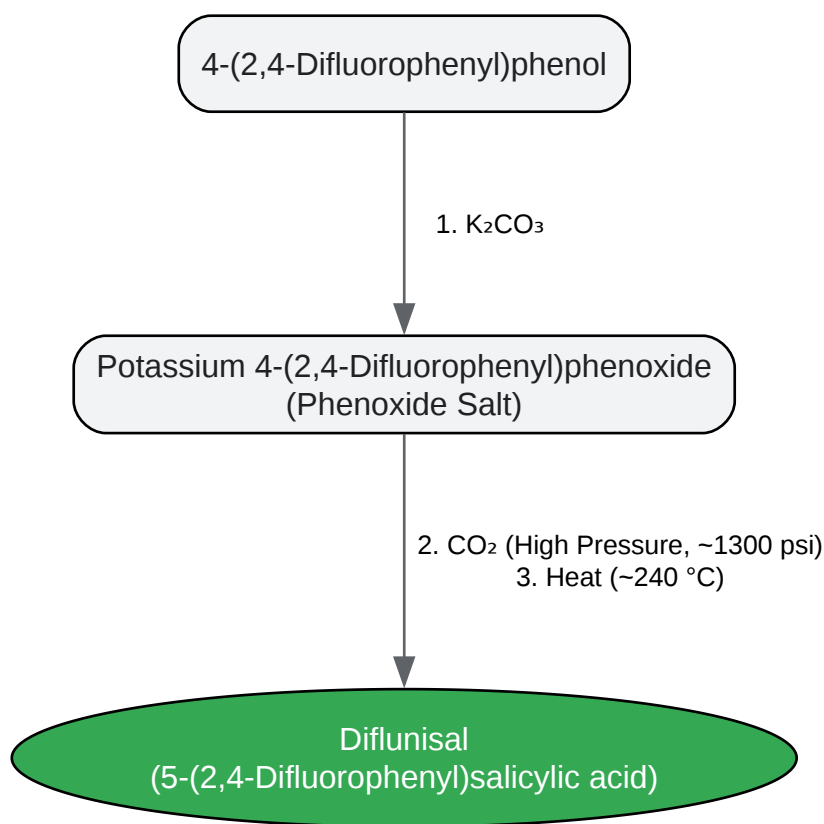 4-(2,4-Difluorophenyl)phenol
1. K₂CO₃
Potassium 4-(2,4-Difluorophenyl)phenoxide
(Phenoxide Salt)
2. CO₂ (High Pressure, ~1300 psi)
3. Heat (~240 °C)
Diflunisal
(5-(2,4-Difluorophenyl)salicylic acid)